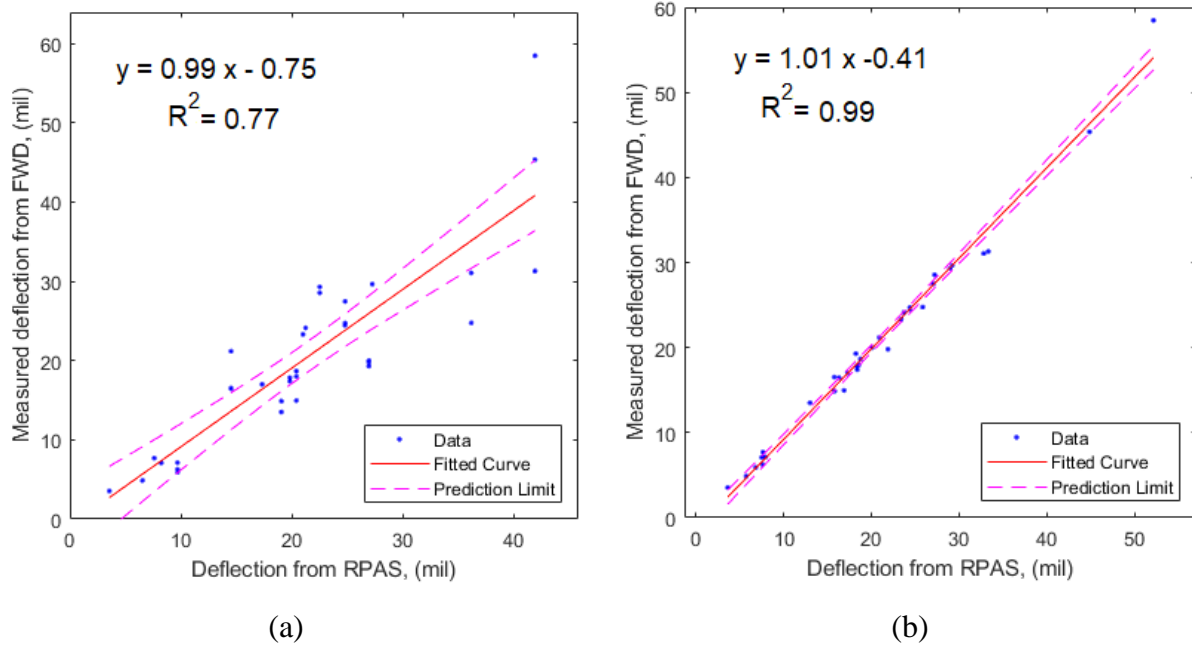 y = 0.99 x - 0.75
R2 = 0.77
Measured deflection from FWD, (mil)
60
50
40
30
20
10
0
Data
Fitted Curve
Prediction Limit
0 10 20 30 40
Deflection from RPAS, (mil)
(a)
y = 1.01 x -0.41
R2 = 0.99
Measured deflection from FWD, (mil)
60
50
40
30
20
10
0
Data
Fitted Curve
Prediction Limit
0 10 20 30 40 50
Deflection from RPAS, (mil)
(b)